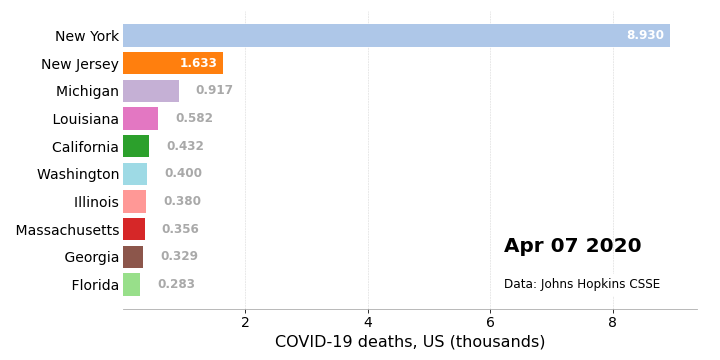 New York 8.930
New Jersey 1.633
Michigan 0.917
Louisiana 0.582
California 0.432
Washington 0.400
Illinois 0.380
Massachusetts 0.356
Georgia 0.329
Florida 0.283
Apr 07 2020
Data: Johns Hopkins CSSE
2 4 6 8
COVID-19 deaths, US (thousands)